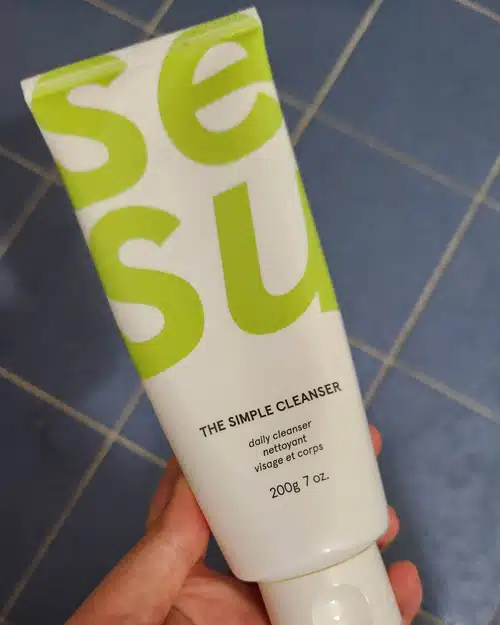 se
su
THE SIMPLE CLEANSER
daily cleanser
nettoyant
visage et corps
200g 7 oz.